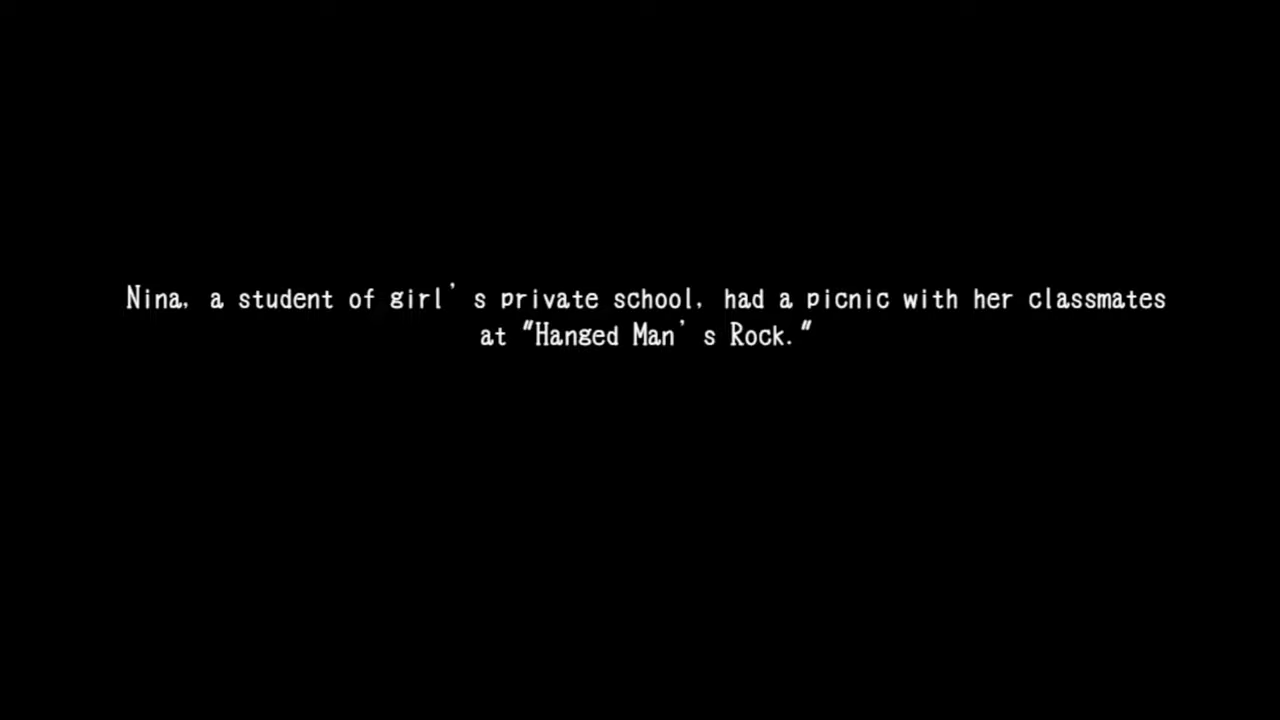 Nina, a student of girl’s private school, had a picnic with her classmates
at "Hanged Man’s Rock."